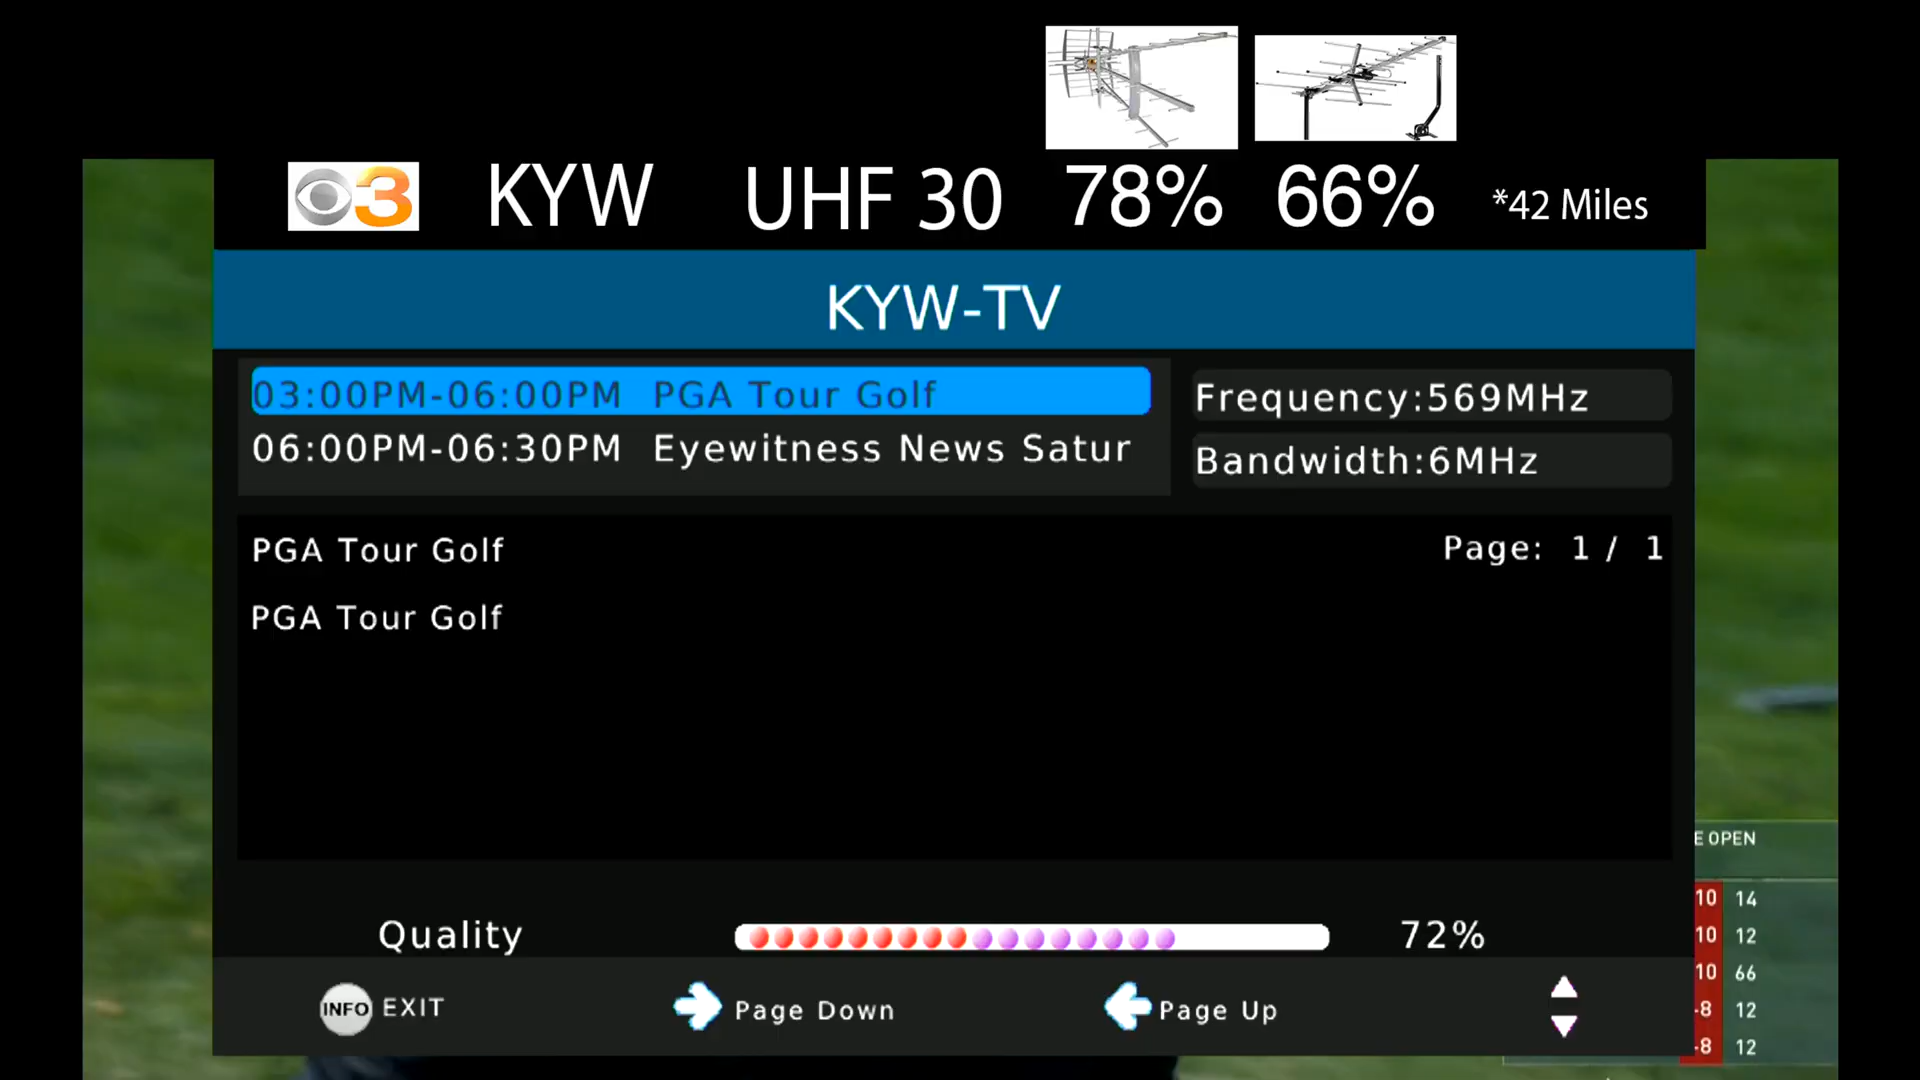 3 KYW UHF 30 78% 66% *42 Miles
KYW-TV
03:00PM-06:00PM PGA Tour Golf
06:00PM-06:30PM Eyewitness News Satur
Frequency:569MHz
Bandwidth:6MHz
PGA Tour Golf
Page: 1 / 1
PGA Tour Golf
E OPEN
10 14
10 12
10 66
-8 12
-8 12
Quality 72%
INFO EXIT Page Down Page Up